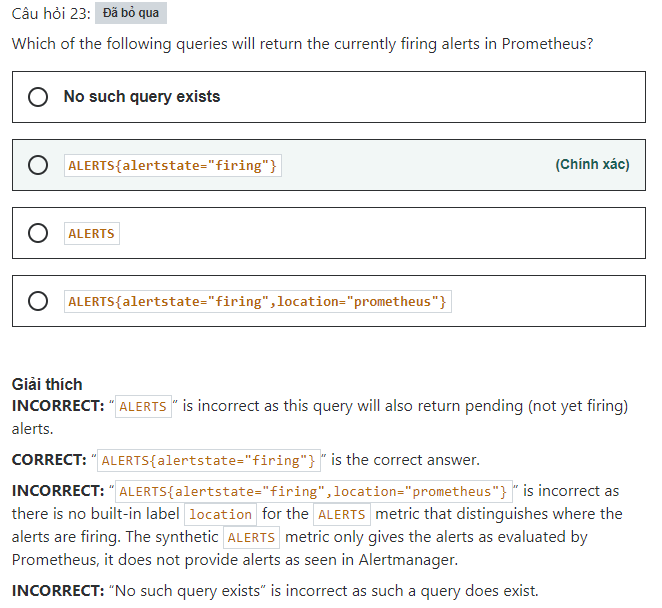 Câu hỏi 23: Đã bỏ qua
Which of the following queries will return the currently firing alerts in Prometheus?
No such query exists
ALERTS{alertstate="firing"} (Chính xác)
ALERTS
ALERTS{alertstate="firing",location="prometheus"}
Giải thích
INCORRECT: “ALERTS” is incorrect as this query will also return pending (not yet firing)
alerts.
CORRECT: “ALERTS{alertstate="firing"}” is the correct answer.
INCORRECT: “ALERTS{alertstate="firing",location="prometheus"}” is incorrect as
there is no built-in label location for the ALERTS metric that distinguishes where the
alerts are firing. The synthetic ALERTS metric only gives the alerts as evaluated by
Prometheus, it does not provide alerts as seen in Alertmanager.
INCORRECT: “No such query exists” is incorrect as such a query does exist.